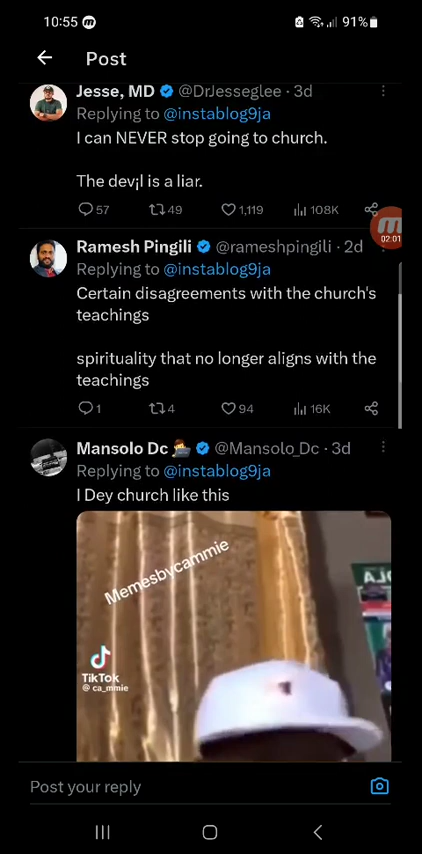 10:55 m 91%
Post
Jesse, MD @DrJesseglee · 3d
Replying to @instablog9ja
I can NEVER stop going to church.
The dev¡l is a liar.
57 49 1,119 108K
02:01
Ramesh Pingili @rameshpingili · 2d
Replying to @instablog9ja
Certain disagreements with the church's
teachings
spirituality that no longer aligns with the
teachings
1 4 94 16K
Mansolo Dc @Mansolo_Dc · 3d
Replying to @instablog9ja
I Dey church like this
Memesbycammie
TikTok
@ca_mmie
Post your reply